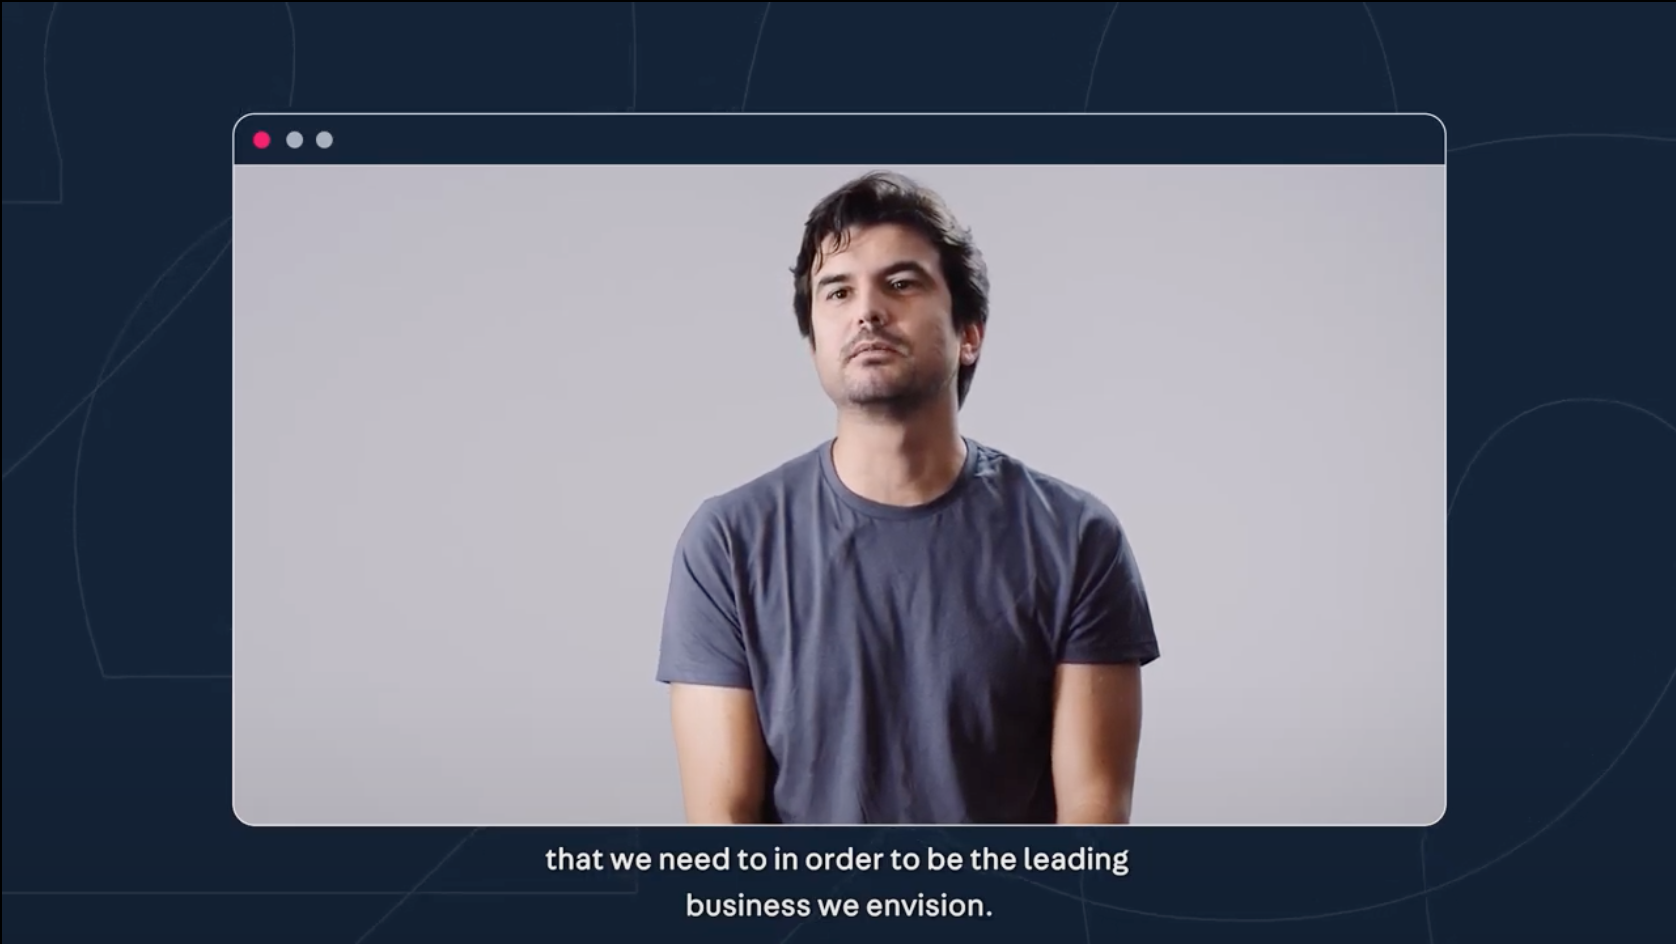 that we need to in order to be the leading
business we envision.